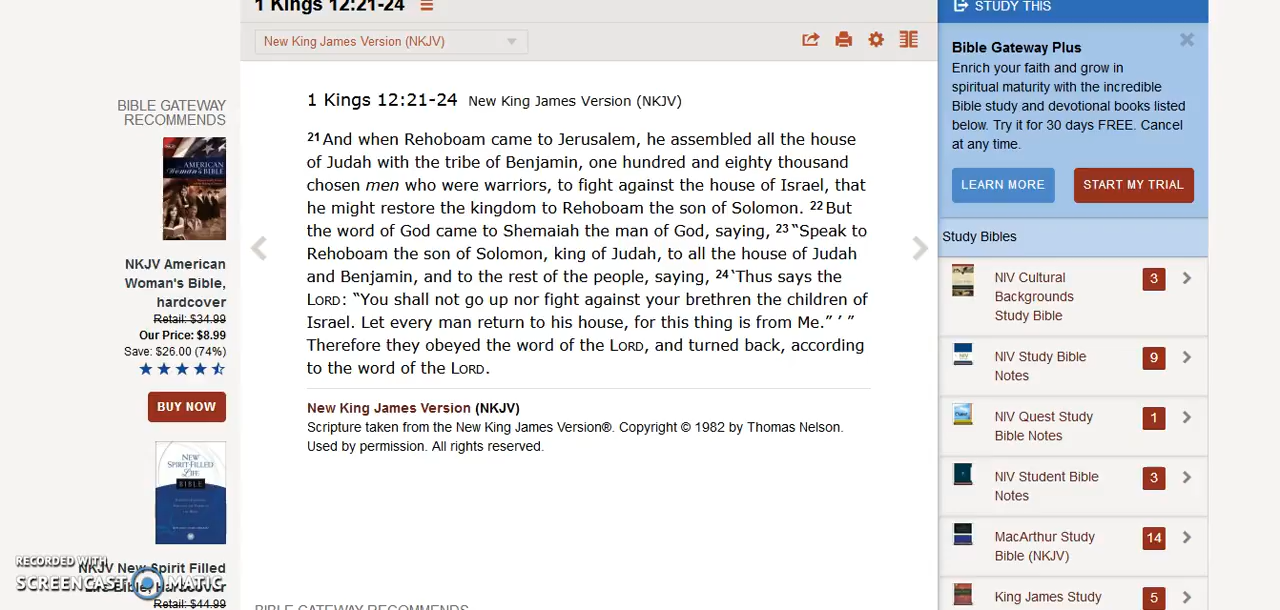 1 Kings 12:21-24
New King James Version (NKJV)
1 Kings 12:21-24 New King James Version (NKJV)
21 And when Rehoboam came to Jerusalem, he assembled all the house
of Judah with the tribe of Benjamin, one hundred and eighty thousand
chosen men who were warriors, to fight against the house of Israel, that
he might restore the kingdom to Rehoboam the son of Solomon. 22 But
the word of God came to Shemaiah the man of God, saying, 23 “Speak to
Rehoboam the son of Solomon, king of Judah, to all the house of Judah
and Benjamin, and to the rest of the people, saying, 24 ‘Thus says the
LORD: “You shall not go up nor fight against your brethren the children of
Israel. Let every man return to his house, for this thing is from Me.” ’ ”
Therefore they obeyed the word of the LORD, and turned back, according
to the word of the LORD.
New King James Version (NKJV)
Scripture taken from the New King James Version®. Copyright © 1982 by Thomas Nelson.
Used by permission. All rights reserved.
BIBLE GATEWAY RECOMMENDS
BIBLE GATEWAY
RECOMMENDS
AMERICAN
Woman's BIBLE
NKJV American
Woman's Bible,
hardcover
Retail: $34.99
Our Price: $8.99
Save: $26.00 (74%)
BUY NOW
NEW
SPIRIT-FILLED
LIFE
BIBLE
NKJV New Spirit Filled
Life Bible, Hardcover
Retail: $44.99
RECORDED WITH
SCREENCAST MATIC
STUDY THIS
Bible Gateway Plus
Enrich your faith and grow in
spiritual maturity with the incredible
Bible study and devotional books listed
below. Try it for 30 days FREE. Cancel
at any time.
LEARN MORE
START MY TRIAL
Study Bibles
NIV Cultural
Backgrounds
Study Bible
3
NIV Study Bible
Notes
9
NIV Quest Study
Bible Notes
1
NIV Student Bible
Notes
3
MacArthur Study
Bible (NKJV)
14
King James Study
5